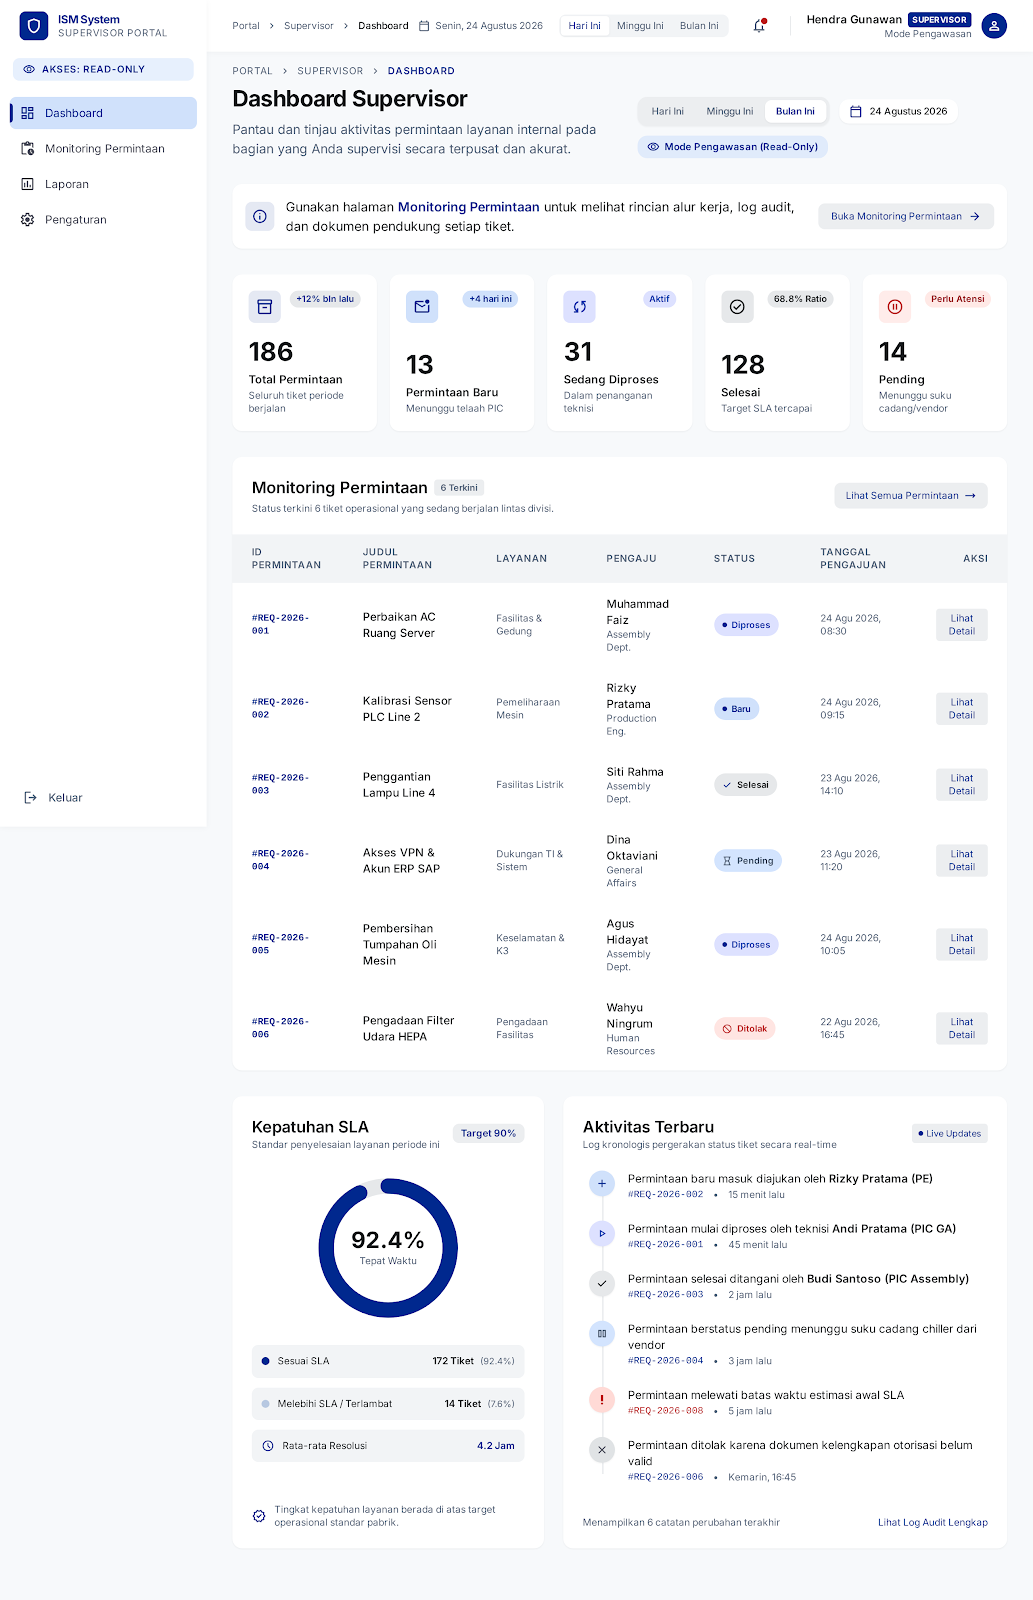 ISM System
SUPERVISOR PORTAL
AKSES: READ-ONLY
Dashboard
Monitoring Permintaan
Laporan
Pengaturan
Keluar
Portal
Supervisor
Dashboard
Senin, 24 Agustus 2026
Hari Ini
Minggu Ini
Bulan Ini
Hendra Gunawan SUPERVISOR
Mode Pengawasan
PORTAL
SUPERVISOR
DASHBOARD
Dashboard Supervisor
Pantau dan tinjau aktivitas permintaan layanan internal pada
bagian yang Anda supervisi secara terpusat dan akurat.
Hari Ini
Minggu Ini
Bulan Ini
24 Agustus 2026
Mode Pengawasan (Read-Only)
Gunakan halaman Monitoring Permintaan untuk melihat rincian alur kerja, log audit,
dan dokumen pendukung setiap tiket.
Buka Monitoring Permintaan
+12% bln lalu
186
Total Permintaan
Seluruh tiket periode
berjalan
+4 hari ini
13
Permintaan Baru
Menunggu telaah PIC
Aktif
31
Sedang Diproses
Dalam penanganan
teknisi
68.8% Ratio
128
Selesai
Target SLA tercapai
Perlu Atensi
14
Pending
Menunggu suku
cadang/vendor
Monitoring Permintaan
6 Terkini
Status terkini 6 tiket operasional yang sedang berjalan lintas divisi.
Lihat Semua Permintaan
ID
PERMINTAAN
JUDUL
PERMINTAAN
LAYANAN
PENGAJU
STATUS
TANGGAL
PENGAJUAN
AKSI
#REQ-2026-
001
Perbaikan AC
Ruang Server
Fasilitas &
Gedung
Muhammad
Faiz
Assembly
Dept.
Diproses
24 Agu 2026,
08:30
Lihat
Detail
#REQ-2026-
002
Kalibrasi Sensor
PLC Line 2
Pemeliharaan
Mesin
Rizky
Pratama
Production
Eng.
Baru
24 Agu 2026,
09:15
Lihat
Detail
#REQ-2026-
003
Penggantian
Lampu Line 4
Fasilitas Listrik
Siti Rahma
Assembly
Dept.
Selesai
23 Agu 2026,
14:10
Lihat
Detail
#REQ-2026-
004
Akses VPN &
Akun ERP SAP
Dukungan TI &
Sistem
Dina
Oktaviani
General
Affairs
Pending
23 Agu 2026,
11:20
Lihat
Detail
#REQ-2026-
005
Pembersihan
Tumpahan Oli
Mesin
Keselamatan &
K3
Agus
Hidayat
Assembly
Dept.
Diproses
24 Agu 2026,
10:05
Lihat
Detail
#REQ-2026-
006
Pengadaan Filter
Udara HEPA
Pengadaan
Fasilitas
Wahyu
Ningrum
Human
Resources
Ditolak
22 Agu 2026,
16:45
Lihat
Detail
Kepatuhan SLA
Standar penyelesaian layanan periode ini
Target 90%
92.4%
Tepat Waktu
Sesuai SLA
172 Tiket (92.4%)
Melebihi SLA / Terlambat
14 Tiket (7.6%)
Rata-rata Resolusi
4.2 Jam
Tingkat kepatuhan layanan berada di atas target
operasional standar pabrik.
Aktivitas Terbaru
Log kronologis pergerakan status tiket secara real-time
Live Updates
Permintaan baru masuk diajukan oleh Rizky Pratama (PE)
#REQ-2026-002 • 15 menit lalu
Permintaan mulai diproses oleh teknisi Andi Pratama (PIC GA)
#REQ-2026-001 • 45 menit lalu
Permintaan selesai ditangani oleh Budi Santoso (PIC Assembly)
#REQ-2026-003 • 2 jam lalu
Permintaan berstatus pending menunggu suku cadang chiller dari
vendor
#REQ-2026-004 • 3 jam lalu
Permintaan melewati batas waktu estimasi awal SLA
#REQ-2026-008 • 5 jam lalu
Permintaan ditolak karena dokumen kelengkapan otorisasi belum
valid
#REQ-2026-006 • Kemarin, 16:45
Menampilkan 6 catatan perubahan terakhir
Lihat Log Audit Lengkap